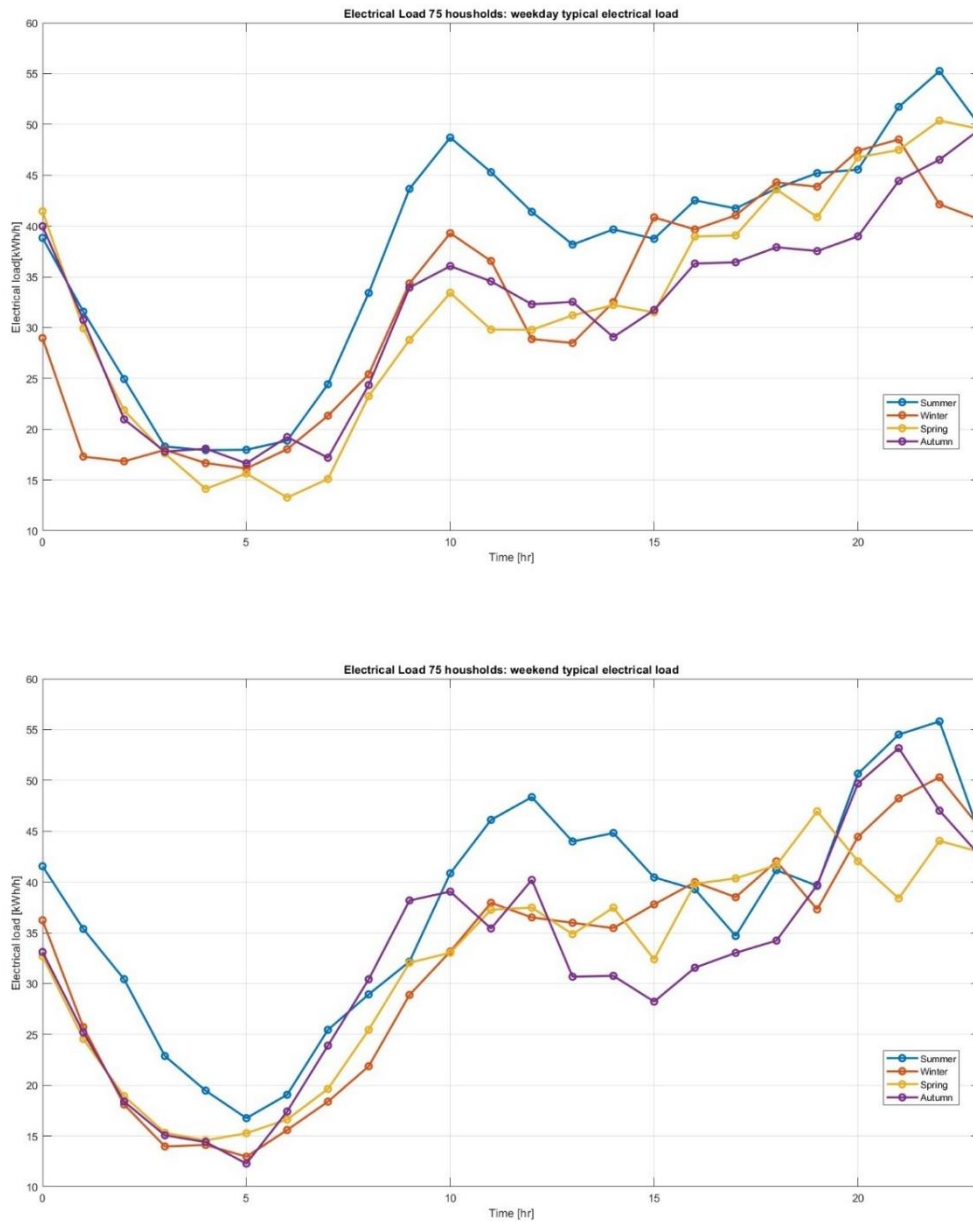 Electrical Load 75 housholds: weekday typical electrical load
60
55
50
45
40
35
30
25
20
15
10
Electrical load[kWh/h]
Summer
Winter
Spring
Autumn
0
5
10
15
20
Time [hr]
Electrical Load 75 housholds: weekend typical electrical load
60
55
50
45
40
35
30
25
20
15
10
Electrical load [kWh/h]
Summer
Winter
Spring
Autumn
0
5
10
15
20
Time [hr]